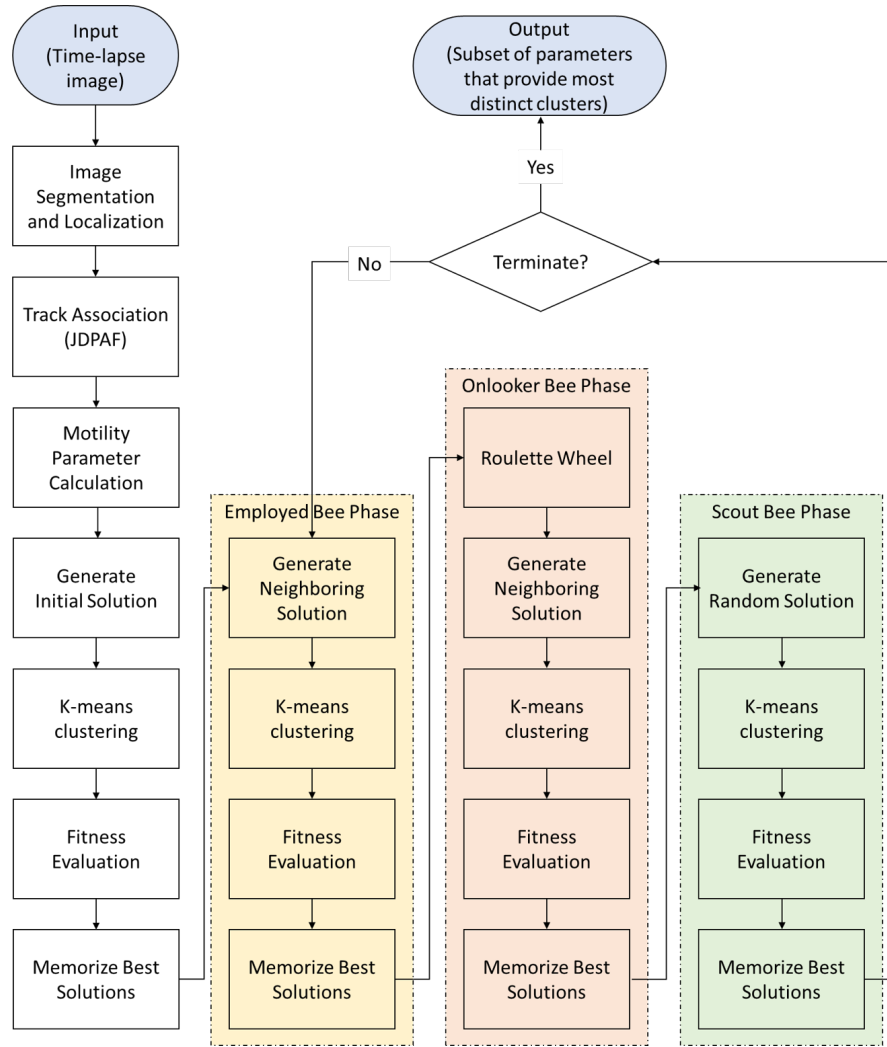 Input
(Time-lapse
image)
Image
Segmentation
and Localization
Track Association
(JDPAF)
Motility
Parameter
Calculation
Generate
Initial Solution
K-means
clustering
Fitness
Evaluation
Memorize Best
Solutions
Output
(Subset of parameters
that provide most
distinct clusters)
Yes
Terminate?
No
Employed Bee Phase
Generate
Neighboring
Solution
K-means
clustering
Fitness
Evaluation
Memorize Best
Solutions
Onlooker Bee Phase
Roulette Wheel
Generate
Neighboring
Solution
K-means
clustering
Fitness
Evaluation
Memorize Best
Solutions
Scout Bee Phase
Generate
Random Solution
K-means
clustering
Fitness
Evaluation
Memorize Best
Solutions